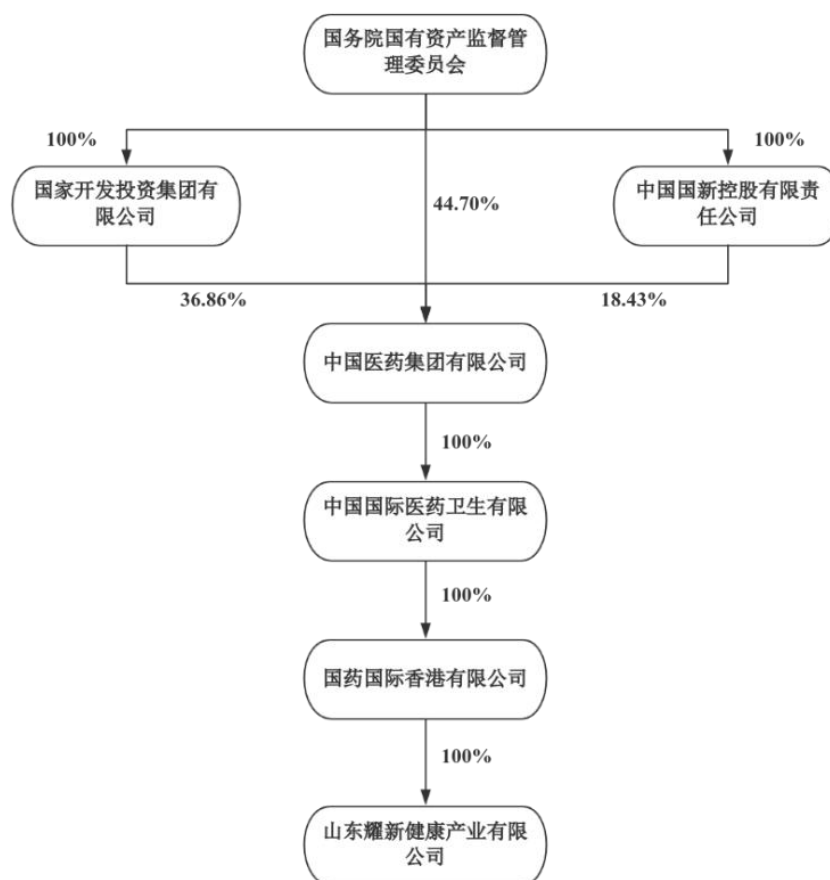 国务院国有资产监督管
理委员会
100%
100%
国家开发投资集团有
限公司
44.70%
中国国新控股有限责
任公司
36.86%
18.43%
中国医药集团有限公司
100%
中国国际医药卫生有限
公司
100%
国药国际香港有限公司
100%
山东耀新健康产业有限
公司